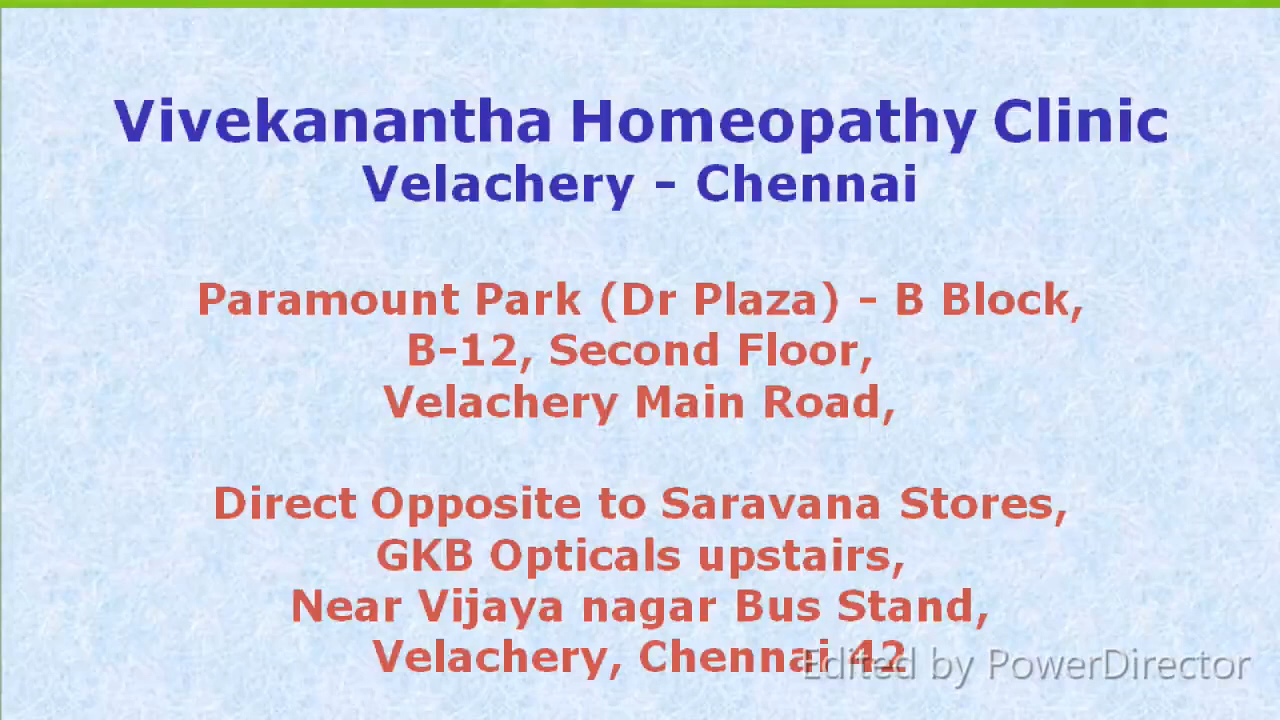 Vivekanantha Homeopathy Clinic
Velachery - Chennai
Paramount Park (Dr Plaza) - B Block,
B-12, Second Floor,
Velachery Main Road,
Direct Opposite to Saravana Stores,
GKB Opticals upstairs,
Near Vijaya nagar Bus Stand,
Velachery, Chennai 42
Edited by PowerDirector